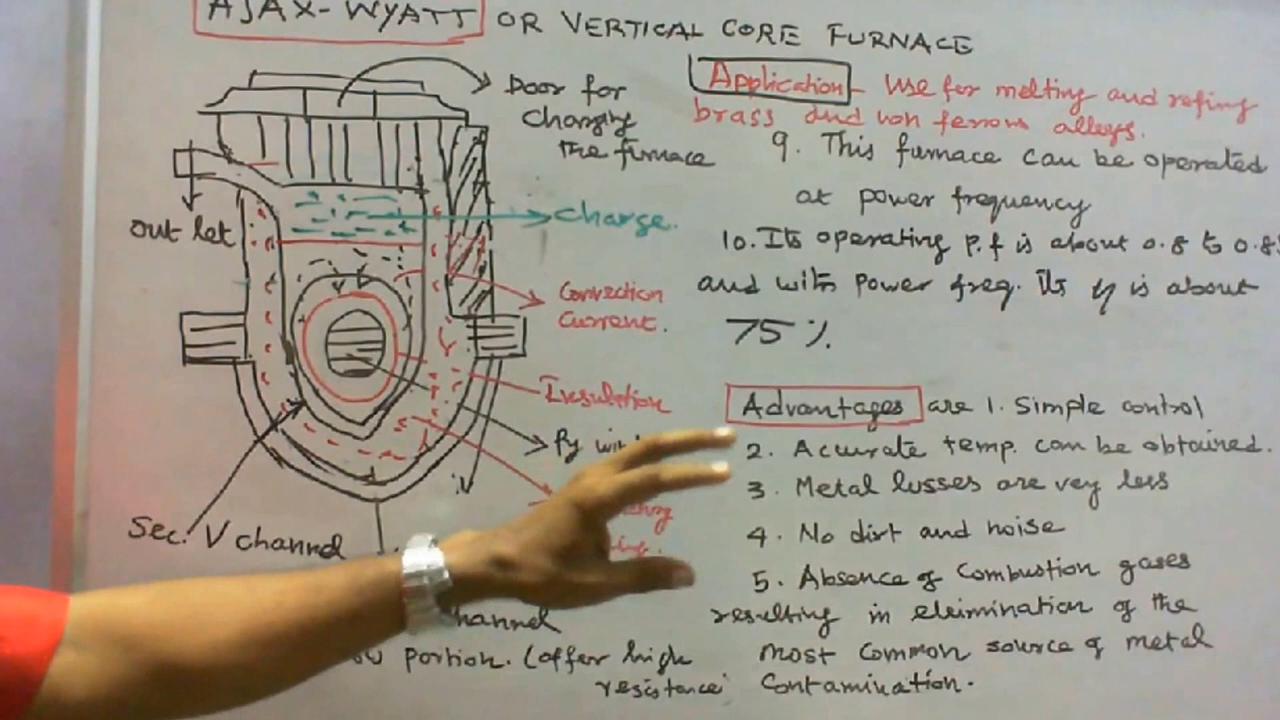 AJAX-WYATT OR VERTICAL CORE FURNACE
Door for
Charging
the furnace
out let
Charge.
Convection
Current.
Insulation
Py
Sec. V channel
hannel
portion. (offer high
resistance
Application - Use for melting and refing
brass and non ferrous alloys.
9. This furnace can be operated
at power frequency
10. Its operating p.f is about 0.8 to 0.8
and with power freq. Its η is about
75%.
Advantages are 1. Simple control
2. Accurate temp. can be obtained.
3. Metal losses are very less
4. No dirt and noise
5. Absence of Combustion gases
resulting in elimination of the
most common source of metal
Contamination.